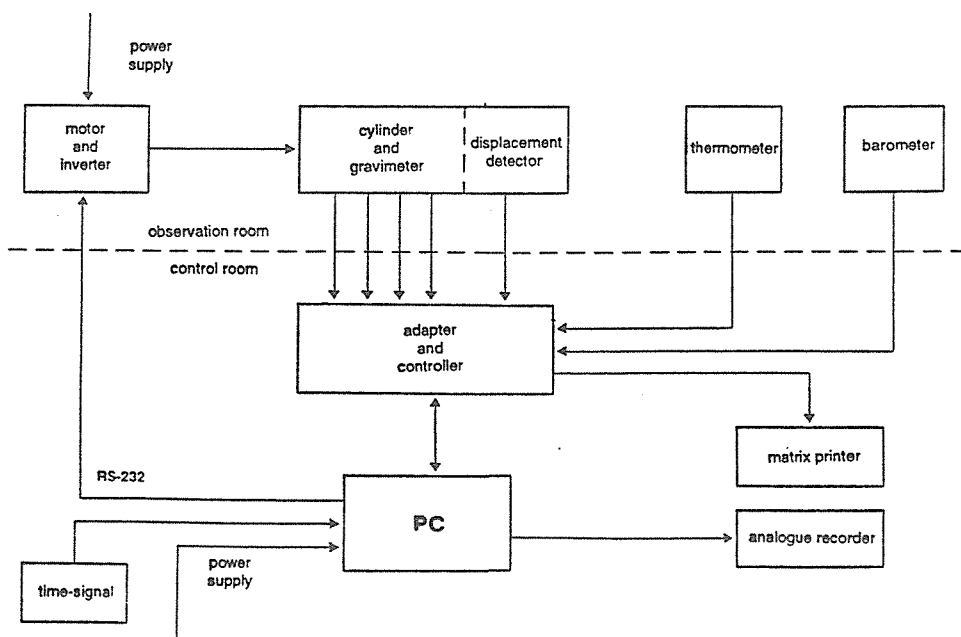 power
supply
motor
and
inverter
cylinder
and
gravimeter
displacement
detector
thermometer
barometer
observation room
control room
adapter
and
controller
matrix printer
RS-232
PC
analogue recorder
time-signal
power
supply